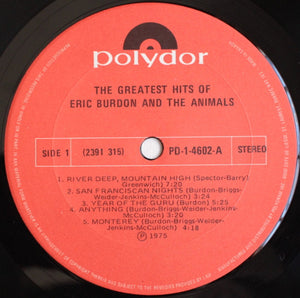 polydor
THE GREATEST HITS OF
ERIC BURDON AND THE ANIMALS
SIDE 1 (2391 315) PD-1-4602-A STEREO
1. RIVER DEEP, MOUNTAIN HIGH (Spector-Barry)
Greenwich) 7:20
2. SAN FRANCISCAN NIGHTS (Burdon-Briggs-
Weider-Jenkins-McCulloch) 3:20
3. YEAR OF THE GURU (Burdon) 5:25
4. ANYTHING (Burdon-Briggs-Weider-
Jenkins-McCulloch)
5. MONTEREY (Burdon-Briggs-Weider-
Jenkins-McCulloch) 4:18
℗ 1975